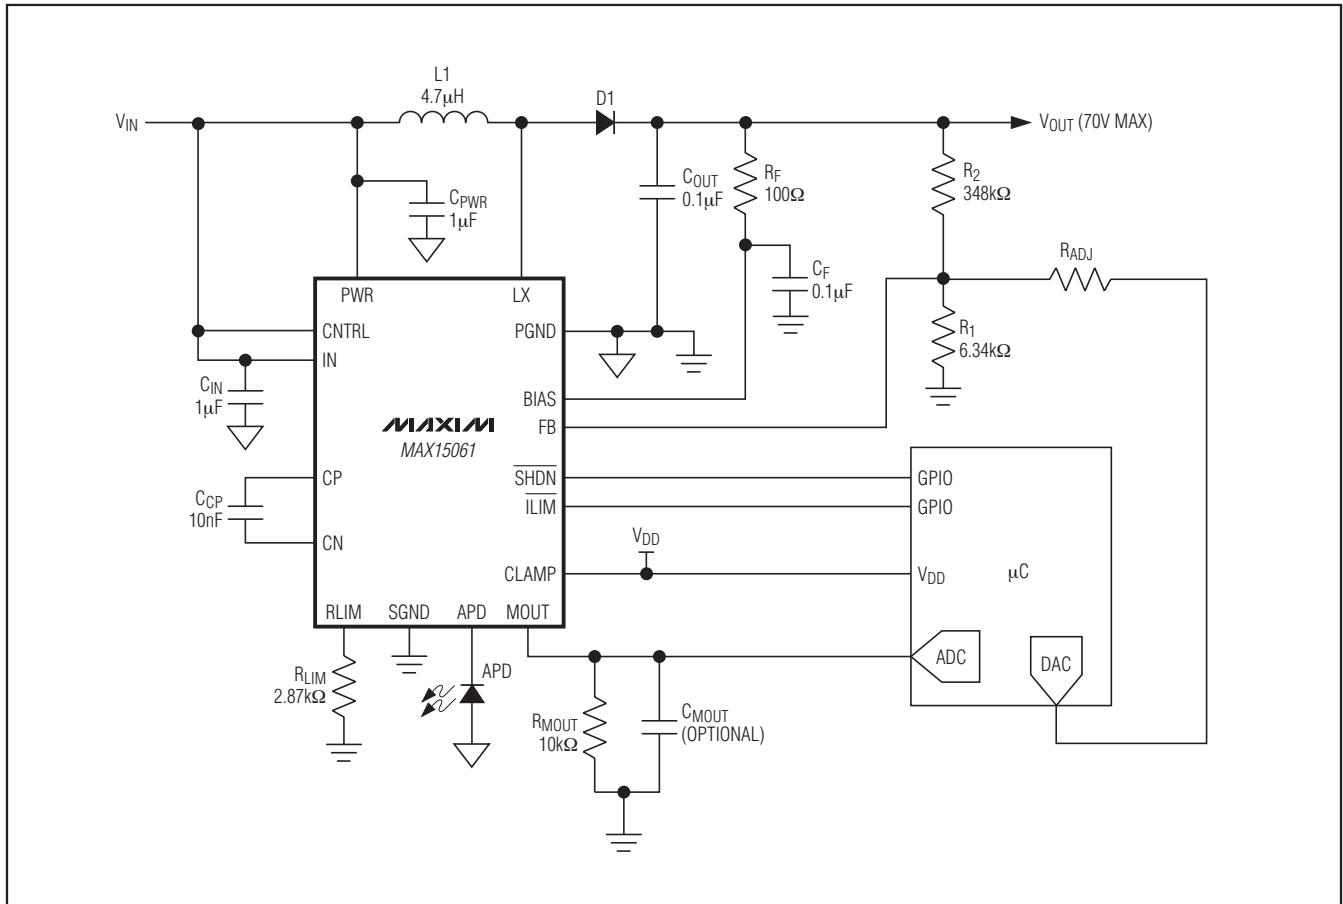 L1
4.7μH
D1
VIN
VOUT (70V MAX)
CPWR
1μF
COUT
0.1μF
RF
100Ω
R2
348kΩ
CF
0.1μF
RADJ
R1
6.34kΩ
PWR
LX
CNTRL
PGND
IN
CIN
1μF
BIAS
FB
MAXIM
MAX15061
CP
SHDN
GPIO
CCP
10nF
ILIM
GPIO
CN
VDD
CLAMP
VDD
μC
RLIM
SGND
APD
MOUT
ADC
DAC
RLIM
2.87kΩ
APD
RMOUT
10kΩ
CMOUT
(OPTIONAL)